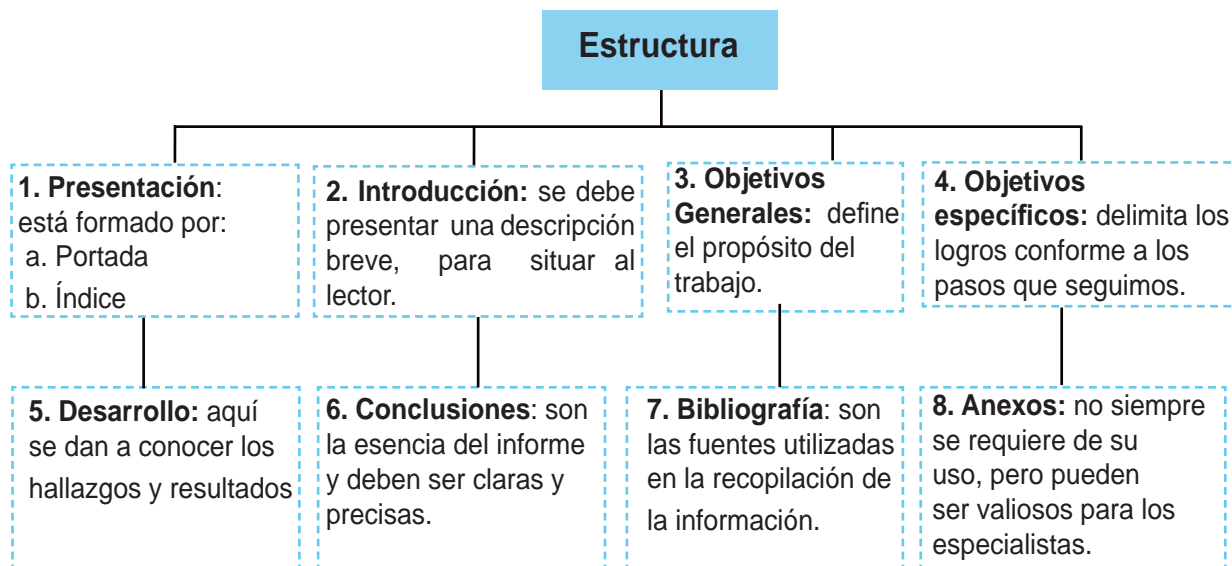 Estructura
1. Presentación:
está formado por:
a. Portada
b. Índice
2. Introducción: se debe
presentar una descripción
breve, para situar al
lector.
3. Objetivos
Generales: define
el propósito del
trabajo.
4. Objetivos
específicos: delimita los
logros conforme a los
pasos que seguimos.
5. Desarrollo: aquí
se dan a conocer los
hallazgos y resultados
6. Conclusiones: son
la esencia del informe
y deben ser claras y
precisas.
7. Bibliografía: son
las fuentes utilizadas
en la recopilación de
la información.
8. Anexos: no siempre
se requiere de su
uso, pero pueden
ser valiosos para los
especialistas.